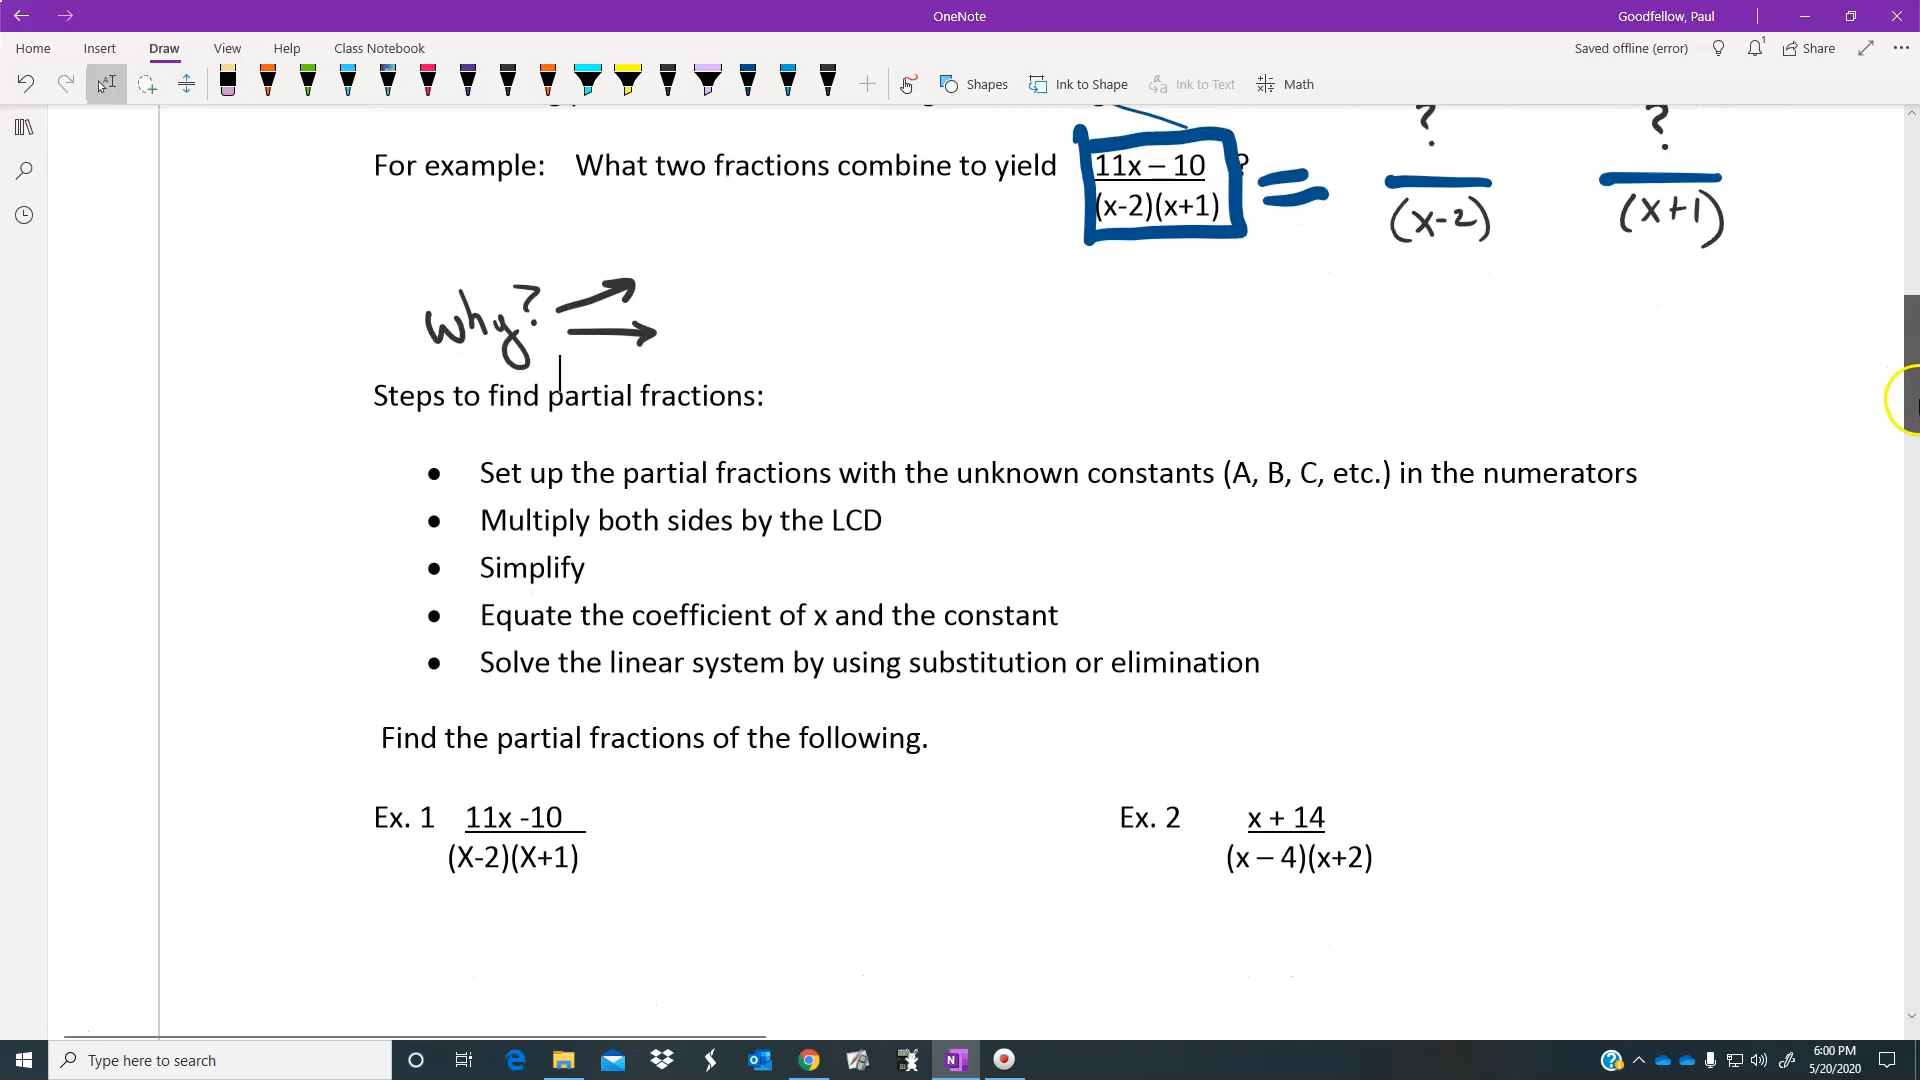 OneNote
Goodfellow, Paul
Home Insert Draw View Help Class Notebook
Saved offline (error) 1 Share
Shapes Ink to Shape Ink to Text Math
? ?
For example: What two fractions combine to yield 11x – 10 ? =
(x-2)(x+1) (x-2) (x+1)
why?
Steps to find partial fractions:
• Set up the partial fractions with the unknown constants (A, B, C, etc.) in the numerators
• Multiply both sides by the LCD
• Simplify
• Equate the coefficient of x and the constant
• Solve the linear system by using substitution or elimination
Find the partial fractions of the following.
Ex. 1 11x -10 Ex. 2 x + 14
(X-2)(X+1) (x – 4)(x+2)
Type here to search
6:00 PM
5/20/2020